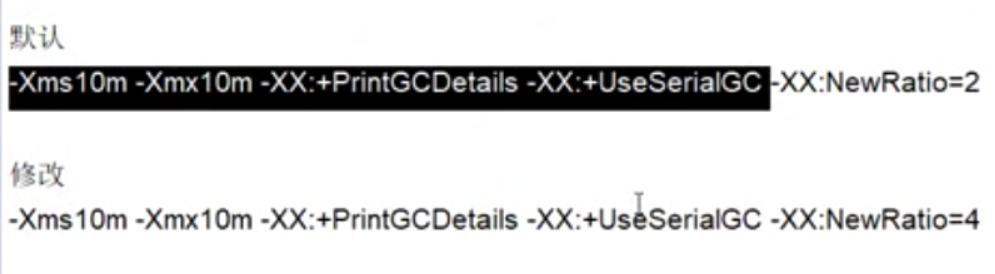 默认
-Xms10m -Xmx10m -XX:+PrintGCDetails -XX:+UseSerialGC -XX:NewRatio=2
修改
-Xms10m -Xmx10m -XX:+PrintGCDetails -XX:+UseSerialGC -XX:NewRatio=4